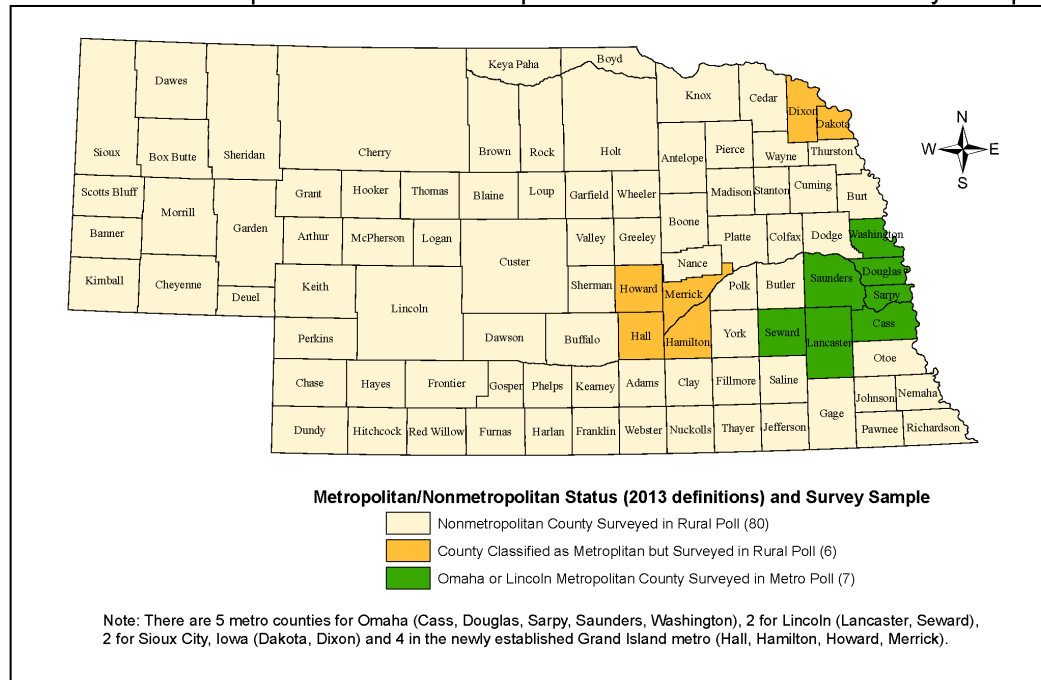 Keya Paha
Boyd
Dawes
Knox
Cedar
Dixon
Dakota
N
W
E
S
Sioux
Box Butte
Sheridan
Cherry
Brown
Rock
Holt
Antelope
Pierce
Wayne
Thurston
Scotts Bluff
Morrill
Grant
Hooker
Thomas
Blaine
Loup
Garfield
Wheeler
Madison
Stanton
Cuming
Burt
Banner
Garden
Arthur
McPherson
Logan
Custer
Valley
Greeley
Boone
Platte
Colfax
Dodge
Washington
Kimball
Cheyenne
Deuel
Keith
Lincoln
Sherman
Howard
Nance
Merrick
Polk
Butler
Saunders
Douglas
Sarpy
Perkins
Dawson
Buffalo
Hall
Hamilton
York
Seward
Lancaster
Cass
Otoe
Chase
Hayes
Frontier
Gosper
Phelps
Kearney
Adams
Clay
Fillmore
Saline
Gage
Johnson
Nemaha
Dundy
Hitchcock
Red Willow
Furnas
Harlan
Franklin
Webster
Nuckolls
Thayer
Jefferson
Pawnee
Richardson
Metropolitan/Nonmetropolitan Status (2013 definitions) and Survey Sample
Nonmetropolitan County Surveyed in Rural Poll (80)
County Classified as Metroplitan but Surveyed in Rural Poll (6)
Omaha or Lincoln Metropolitan County Surveyed in Metro Poll (7)
Note: There are 5 metro counties for Omaha (Cass, Douglas, Sarpy, Saunders, Washington), 2 for Lincoln (Lancaster, Seward),
2 for Sioux City, Iowa (Dakota, Dixon) and 4 in the newly established Grand Island metro (Hall, Hamilton, Howard, Merrick).